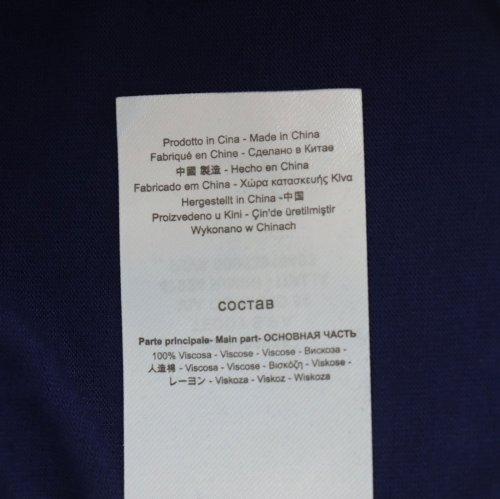 Prodotto in Cina - Made in China
Fabriqué en Chine - Сделано в Китае
中國 製造 - Hecho en China
Fabricado em China - Χώρα κατασκευής Κίνα
Hergestellt in China -中国
Proizvedeno u Kini - Çin'de üretilmiştir
Wykonano w Chinach
состав
Parte principale- Main part- ОСНОВНАЯ ЧАСТЬ
100% Viscosa - Viscose - Viscose - Вискоза -
人造棉 - Viscosa - Viscose - Βισκόζη - Viskose -
レーヨン - Viskoza - Viskoz - Wiskoza